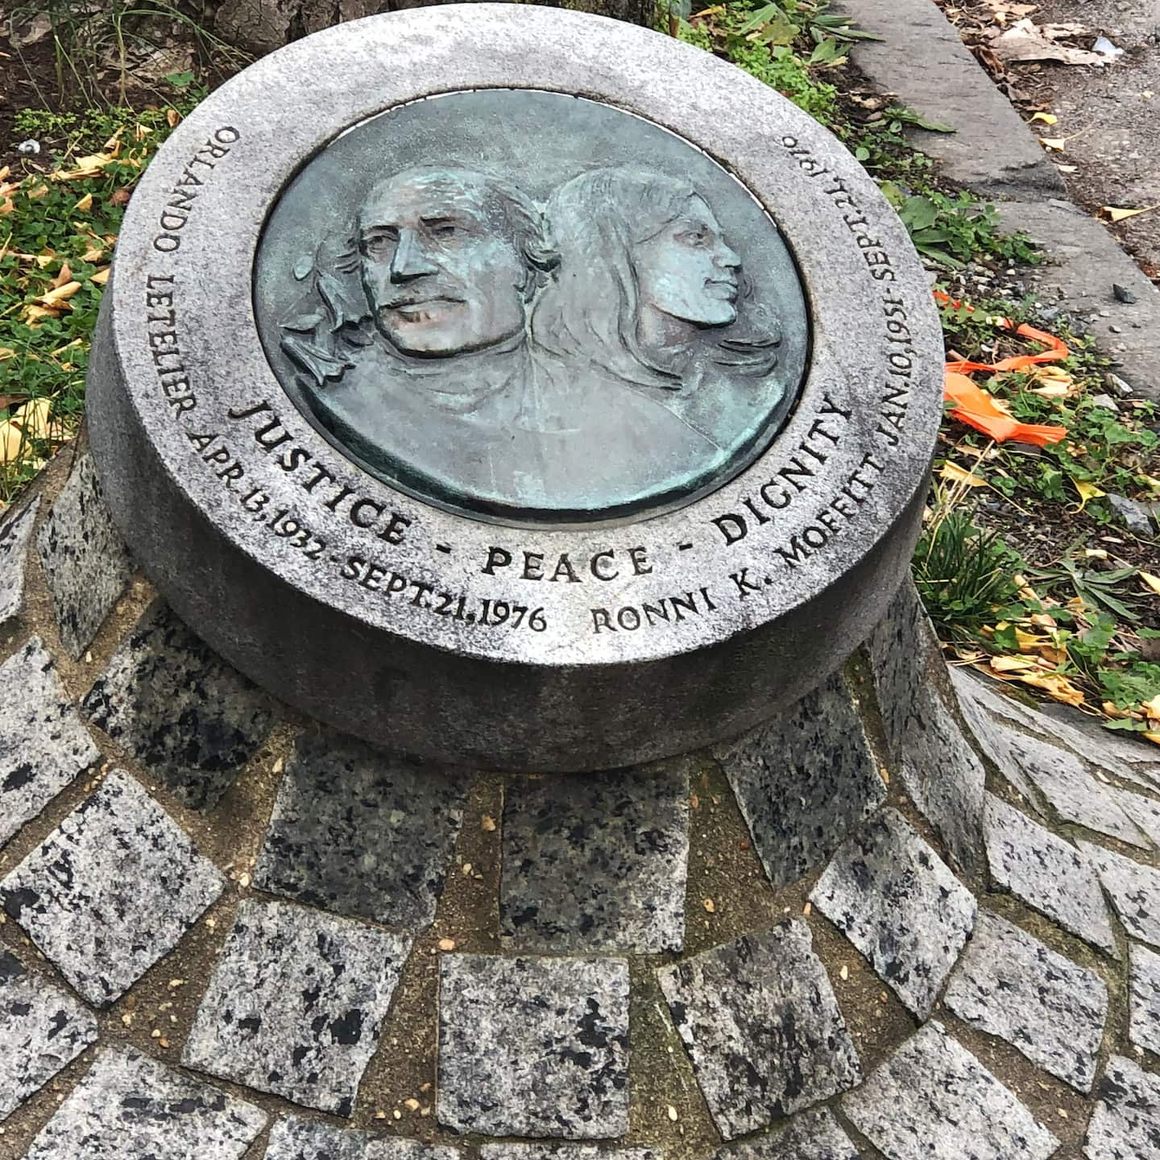 ORLANDO LETELIER APR. 13, 1932 - SEPT. 21, 1976
JUSTICE - PEACE - DIGNITY
RONNI K. MOFFITT JAN. 10, 1951 - SEPT. 21, 1976